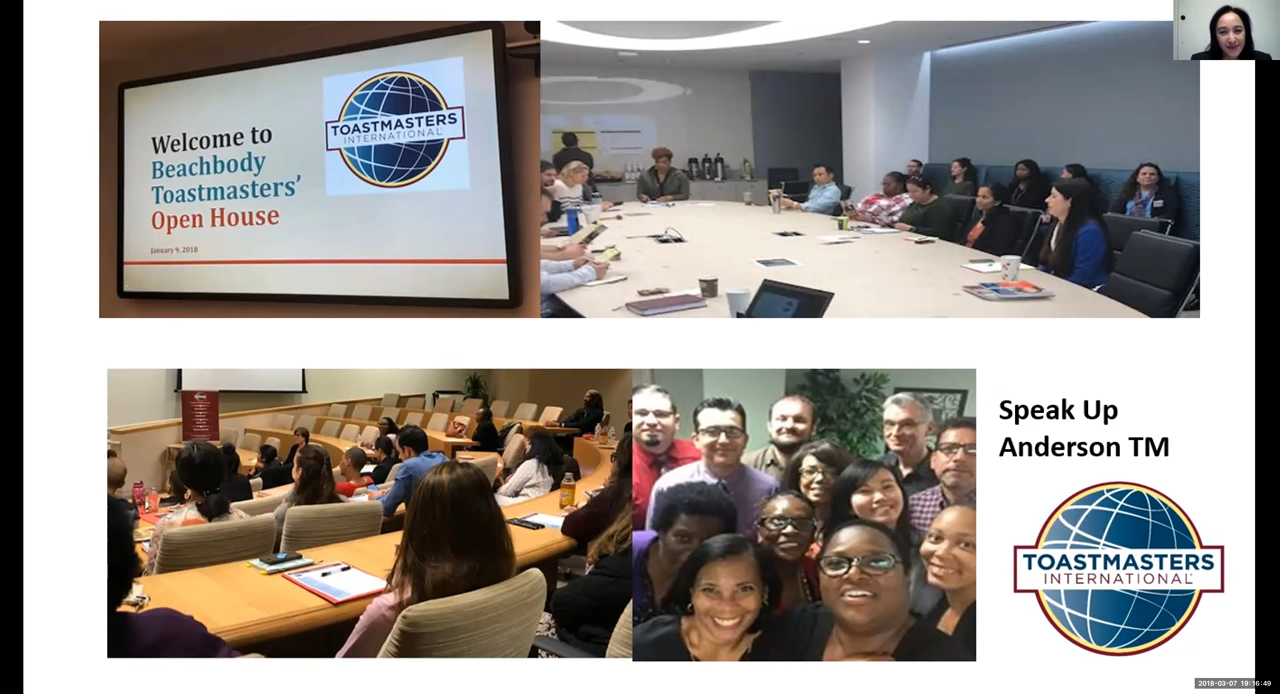 Welcome to
Beachbody
Toastmasters'
Open House
January 9, 2018
TOASTMASTERS
INTERNATIONAL
Speak Up
Anderson TM
TOASTMASTERS
INTERNATIONAL
2018-03-07 19:16:49